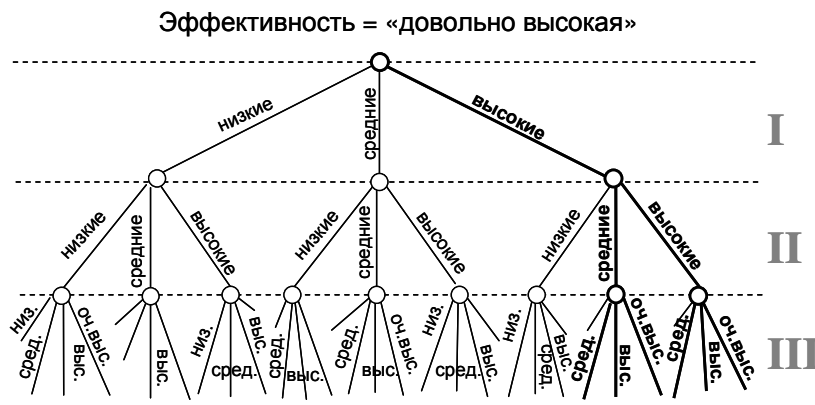 Эффективность = «довольно высокая»
низкие
средние
высокие
I
низкие
средние
высокие
низкие
средние
высокие
низкие
средние
высокие
II
низ.
сред.
выс.
оч.выс.
выс.
низ.
сред.
выс.
сред.
выс.
сред.
выс.
оч.выс.
низ.
сред.
выс.
низ.
сред.
выс.
сред.
выс.
оч.выс.
сред.
выс.
оч.выс.
III